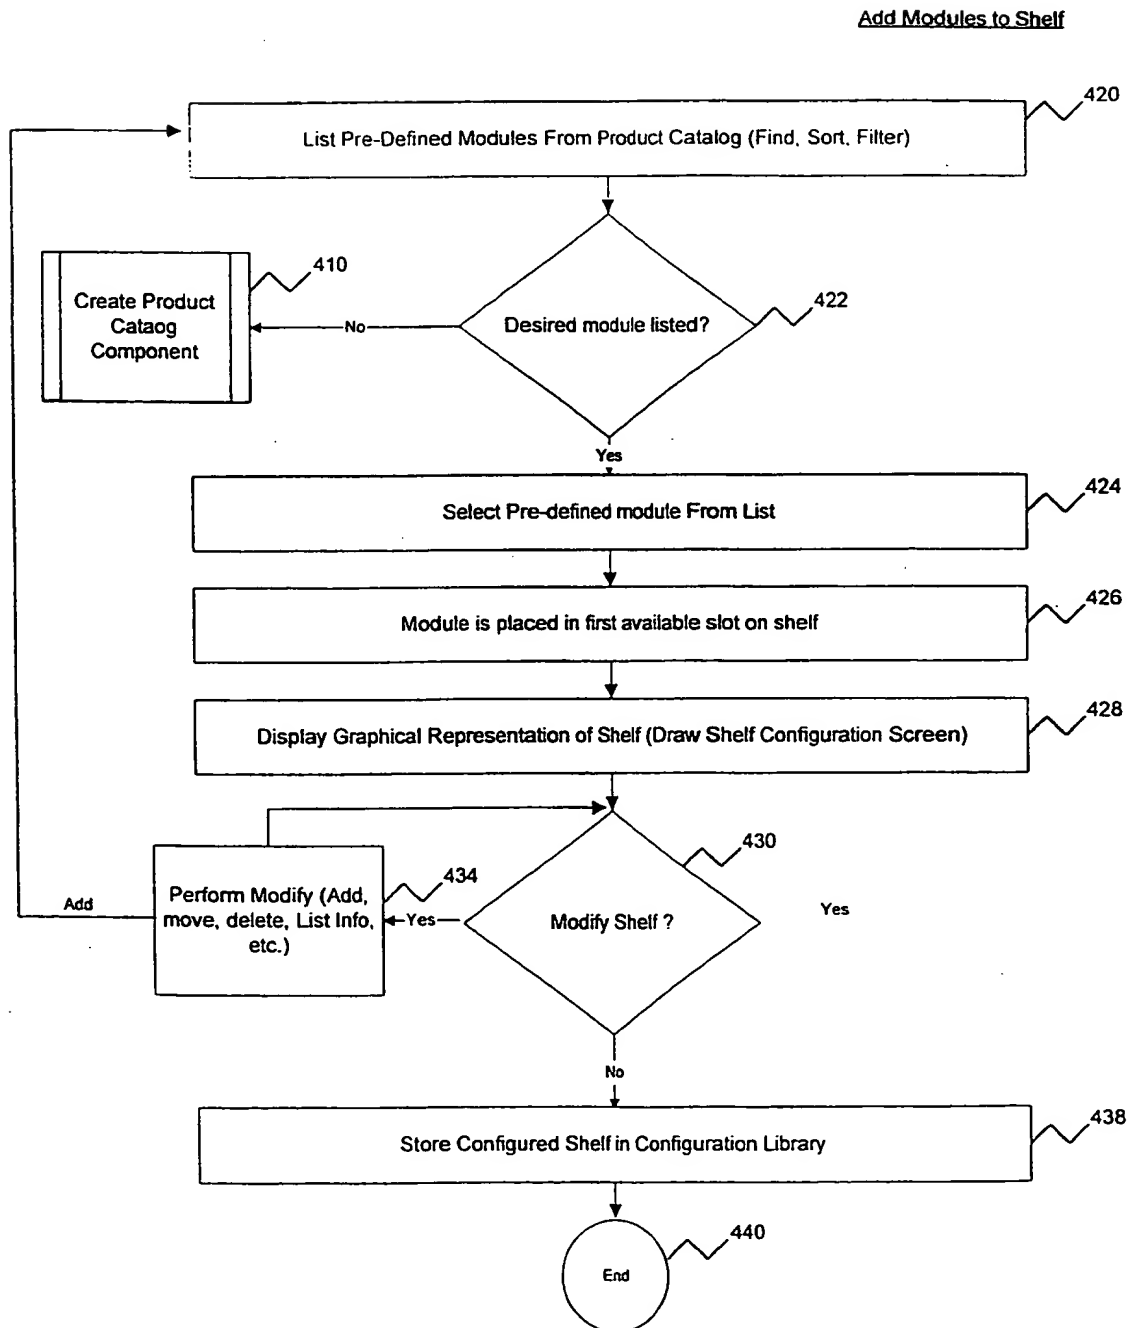 Add Modules to Shelf
420
List Pre-Defined Modules From Product Catalog (Find, Sort, Filter)
410
Create Product
Cataog
Component
No
Desired module listed?
422
Yes
424
Select Pre-defined module From List
426
Module is placed in first available slot on shelf
428
Display Graphical Representation of Shelf (Draw Shelf Configuration Screen)
430
434
Add
Perform Modify (Add,
move, delete, List Info,
etc.)
Yes
Modify Shelf ?
Yes
No
438
Store Configured Shelf in Configuration Library
440
End